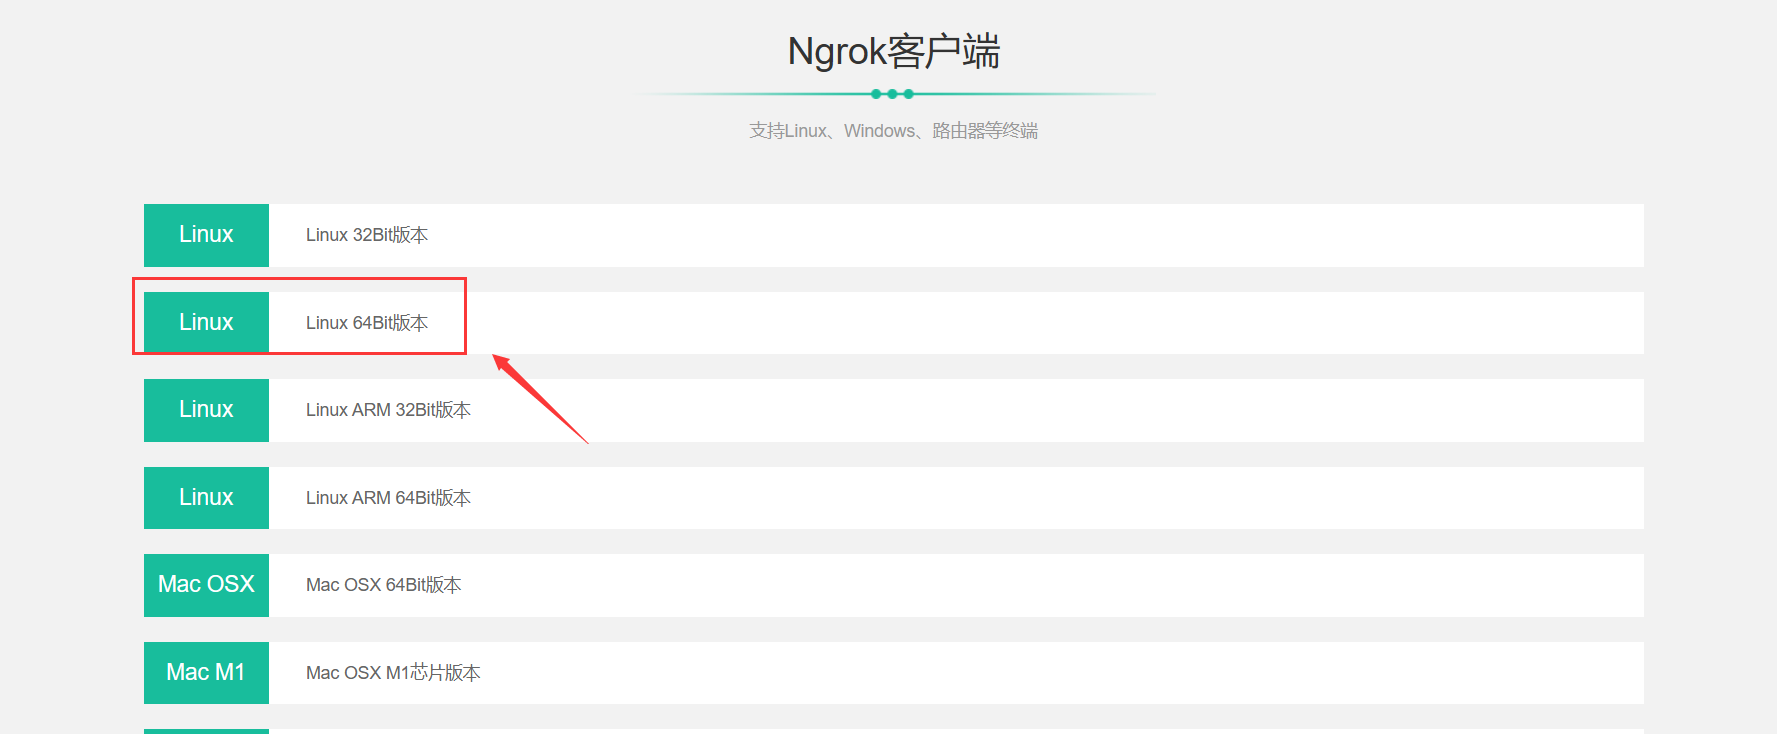 Ngrok客户端
支持Linux、Windows、路由器等终端
Linux
Linux 32Bit版本
Linux
Linux 64Bit版本
Linux
Linux ARM 32Bit版本
Linux
Linux ARM 64Bit版本
Mac OSX
Mac OSX 64Bit版本
Mac M1
Mac OSX M1芯片版本